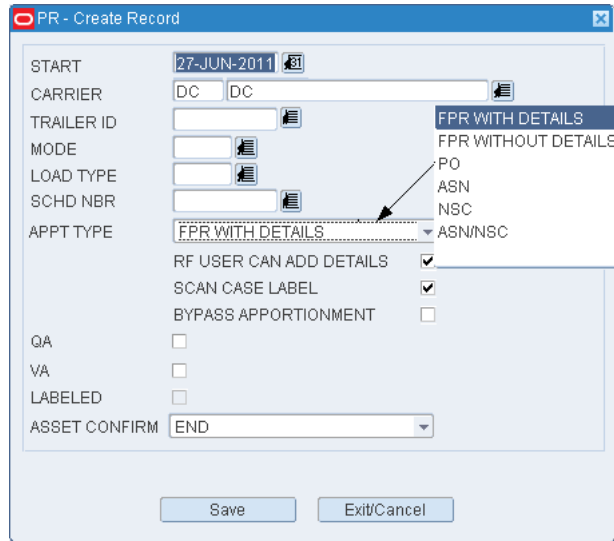 PR - Create Record
START 27-JUN-2011 31
CARRIER DC DC
TRAILER ID
MODE
LOAD TYPE
SCHD NBR
APPT TYPE FPR WITH DETAILS
FPR WITH DETAILS
FPR WITHOUT DETAILS
PO
ASN
NSC
ASN/NSC
RF USER CAN ADD DETAILS
SCAN CASE LABEL
BYPASS APPORTIONMENT
QA
VA
LABELED
ASSET CONFIRM END
Save Exit/Cancel